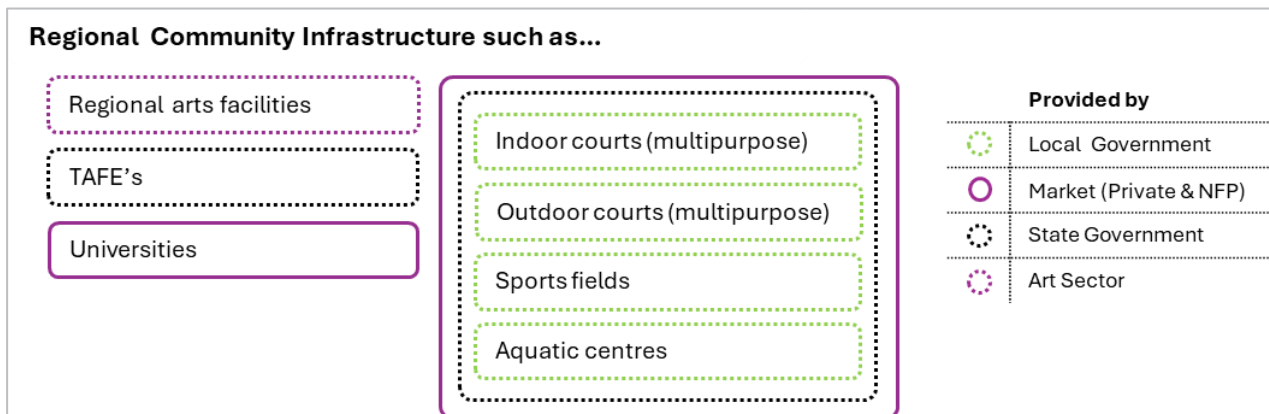 Regional Community Infrastructure such as...
Regional arts facilities
TAFE's
Universities
Indoor courts (multipurpose)
Outdoor courts (multipurpose)
Sports fields
Aquatic centres
Provided by
Local Government
Market (Private & NFP)
State Government
Art Sector